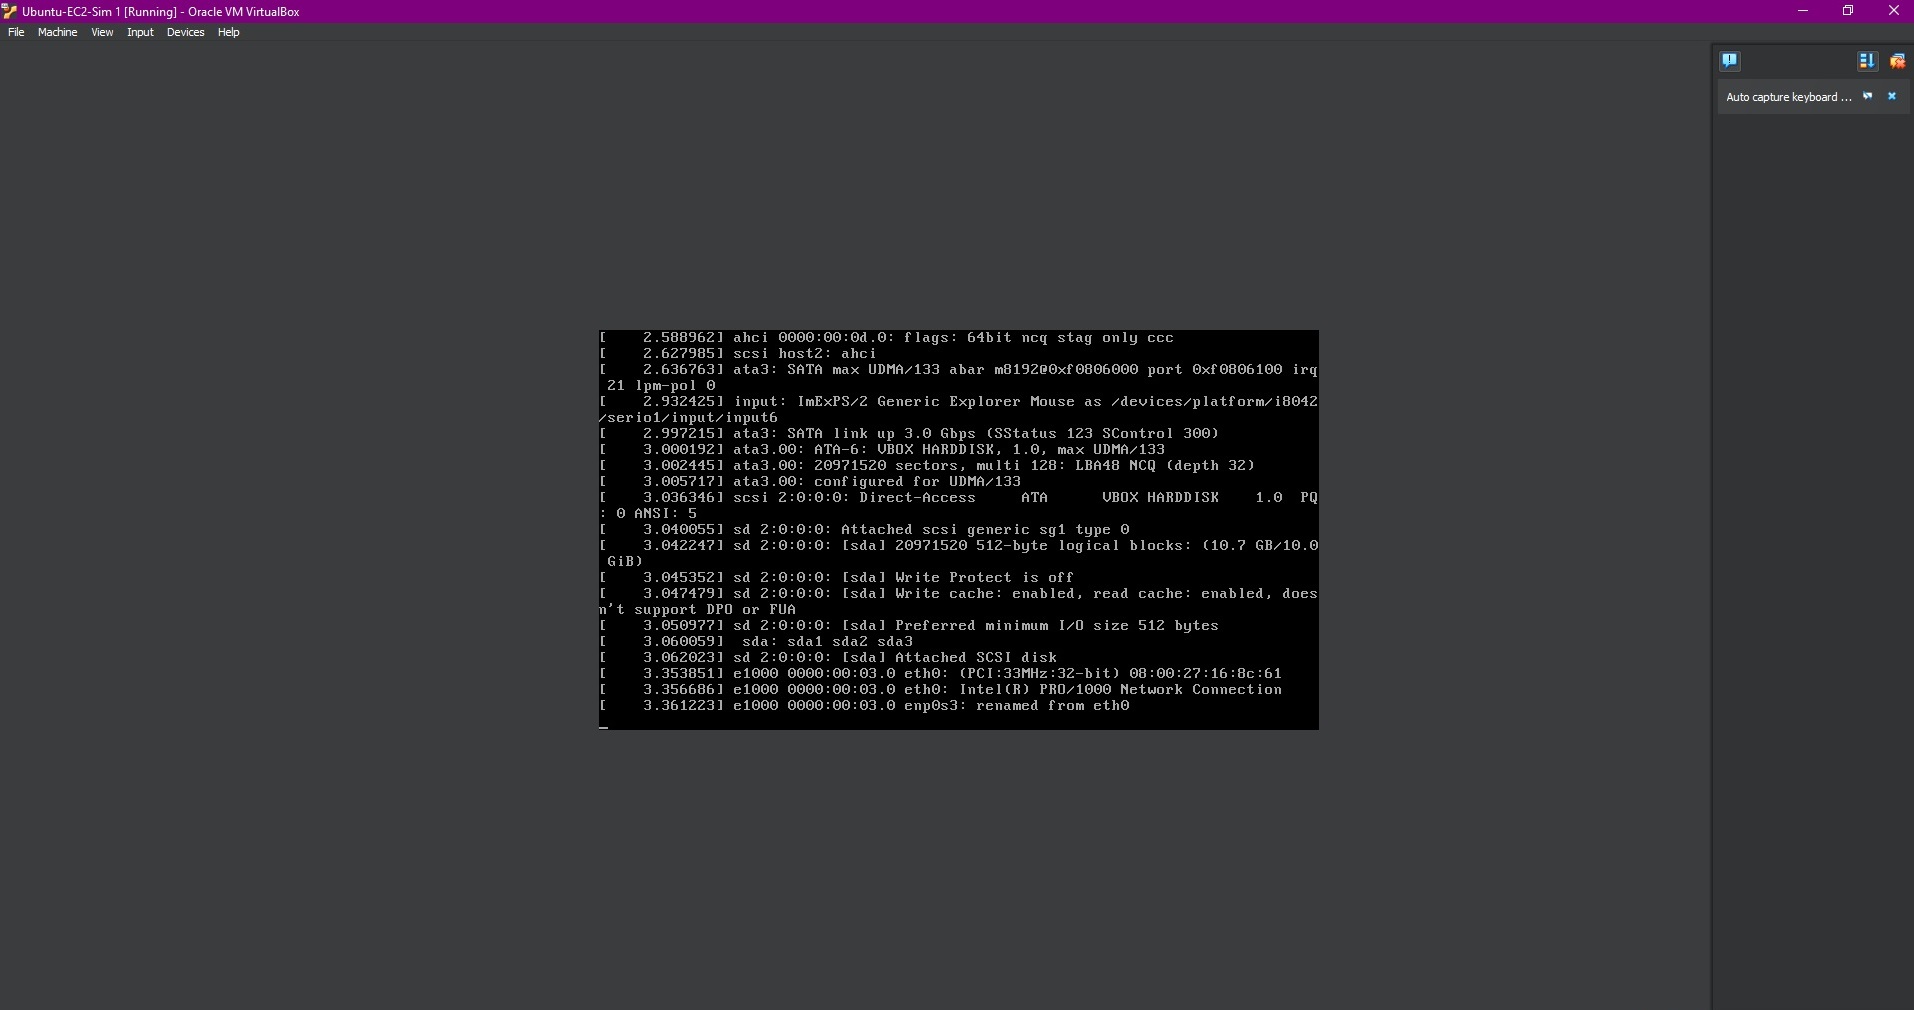 Ubuntu-EC2-Sim 1 [Running] - Oracle VM VirtualBox
File Machine View Input Devices Help
Auto capture keyboard ...
[    2.588962] ahci 0000:00:0d.0: flags: 64bit ncq stag only ccc
[    2.627985] scsi host2: ahci
[    2.636763] ata3: SATA max UDMA/133 abar m8192@0xf0806000 port 0xf0806100 irq
 21 lpm-pol 0
[    2.932425] input: ImExPS/2 Generic Explorer Mouse as /devices/platform/i8042
/serio1/input/input6
[    2.997215] ata3: SATA link up 3.0 Gbps (SStatus 123 SControl 300)
[    3.000192] ata3.00: ATA-6: VBOX HARDDISK, 1.0, max UDMA/133
[    3.002445] ata3.00: 20971520 sectors, multi 128: LBA48 NCQ (depth 32)
[    3.005717] ata3.00: configured for UDMA/133
[    3.036346] scsi 2:0:0:0: Direct-Access     ATA      VBOX HARDDISK    1.0  PQ
: 0 ANSI: 5
[    3.040055] sd 2:0:0:0: Attached scsi generic sg1 type 0
[    3.042247] sd 2:0:0:0: [sda] 20971520 512-byte logical blocks: (10.7 GB/10.0
 GiB)
[    3.045352] sd 2:0:0:0: [sda] Write Protect is off
[    3.047479] sd 2:0:0:0: [sda] Write cache: enabled, read cache: enabled, does
n't support DPO or FUA
[    3.050977] sd 2:0:0:0: [sda] Preferred minimum I/O size 512 bytes
[    3.060059]  sda: sda1 sda2 sda3
[    3.062023] sd 2:0:0:0: [sda] Attached SCSI disk
[    3.353851] e1000 0000:00:03.0 eth0: (PCI:33MHz:32-bit) 08:00:27:16:8c:61
[    3.356686] e1000 0000:00:03.0 eth0: Intel(R) PRO/1000 Network Connection
[    3.361223] e1000 0000:00:03.0 enp0s3: renamed from eth0